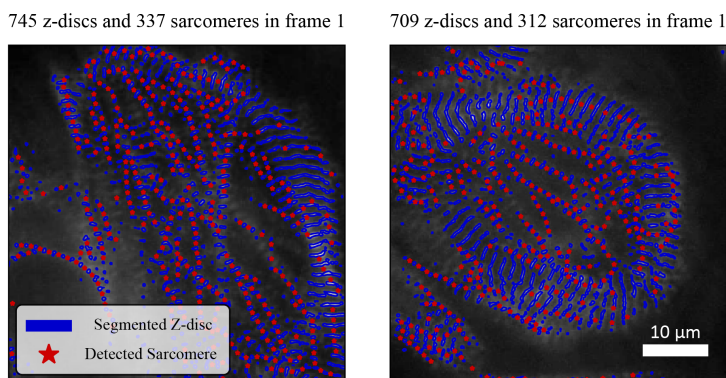 745 z-discs and 337 sarcomeres in frame 1
709 z-discs and 312 sarcomeres in frame 1
Segmented Z-disc
Detected Sarcomere
10 μm